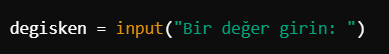 degisken = input("Bir değer girin: ")